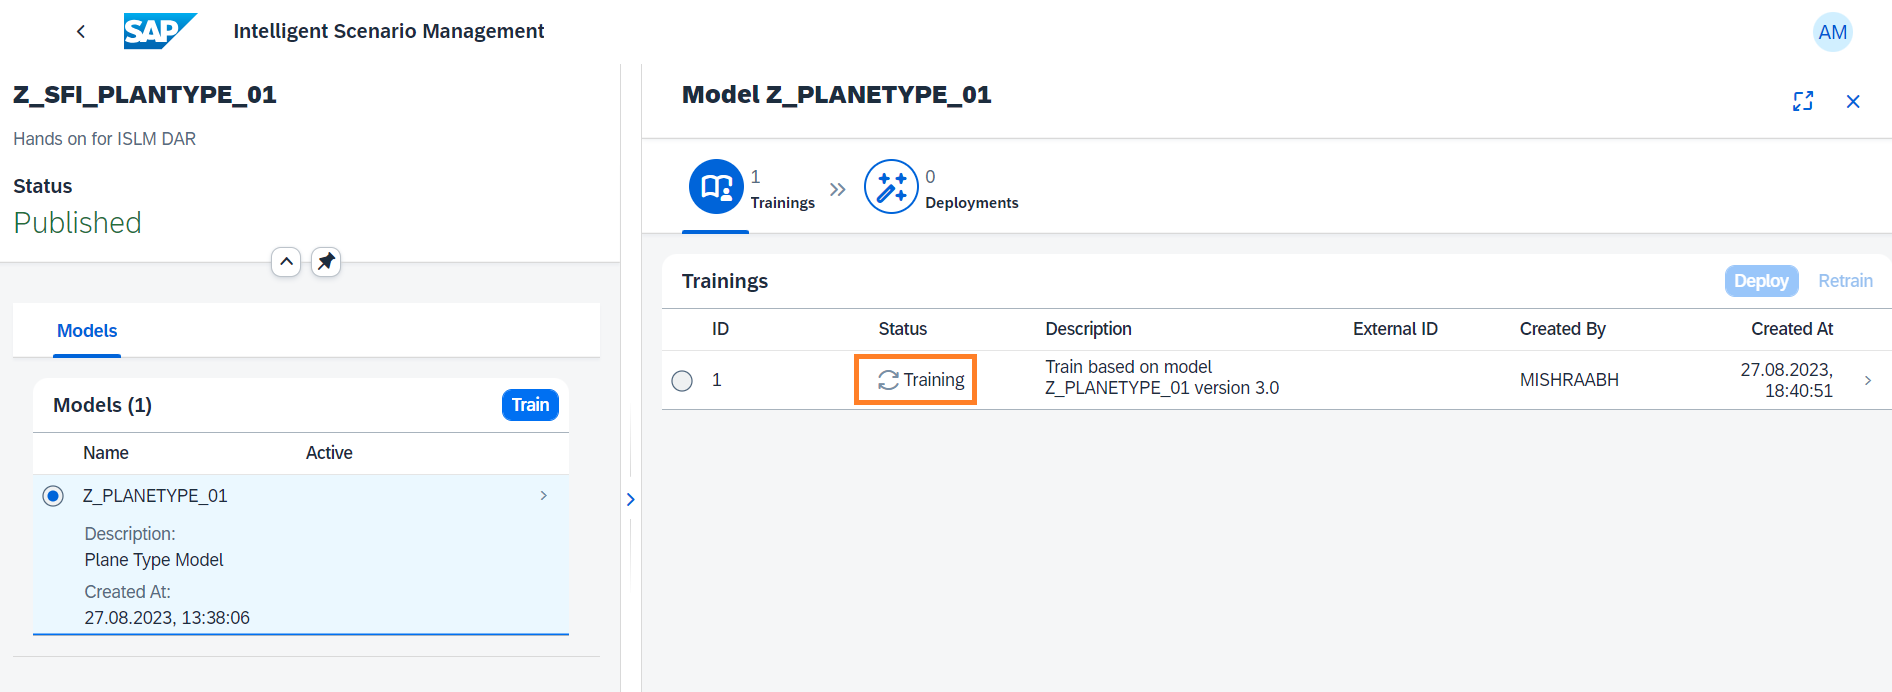 SAP
Intelligent Scenario Management
AM
Z_SFI_PLANTYPE_01
Hands on for ISLM DAR
Status
Published
Models
Models (1)
Train
Name Active
Z_PLANETYPE_01
Description:
Plane Type Model
Created At:
27.08.2023, 13:38:06
Model Z_PLANETYPE_01
1
Trainings
0
Deployments
Trainings
Deploy Retrain
ID Status Description External ID Created By Created At
1 Training Train based on model
Z_PLANETYPE_01 version 3.0
MISHRAABH
27.08.2023,
18:40:51